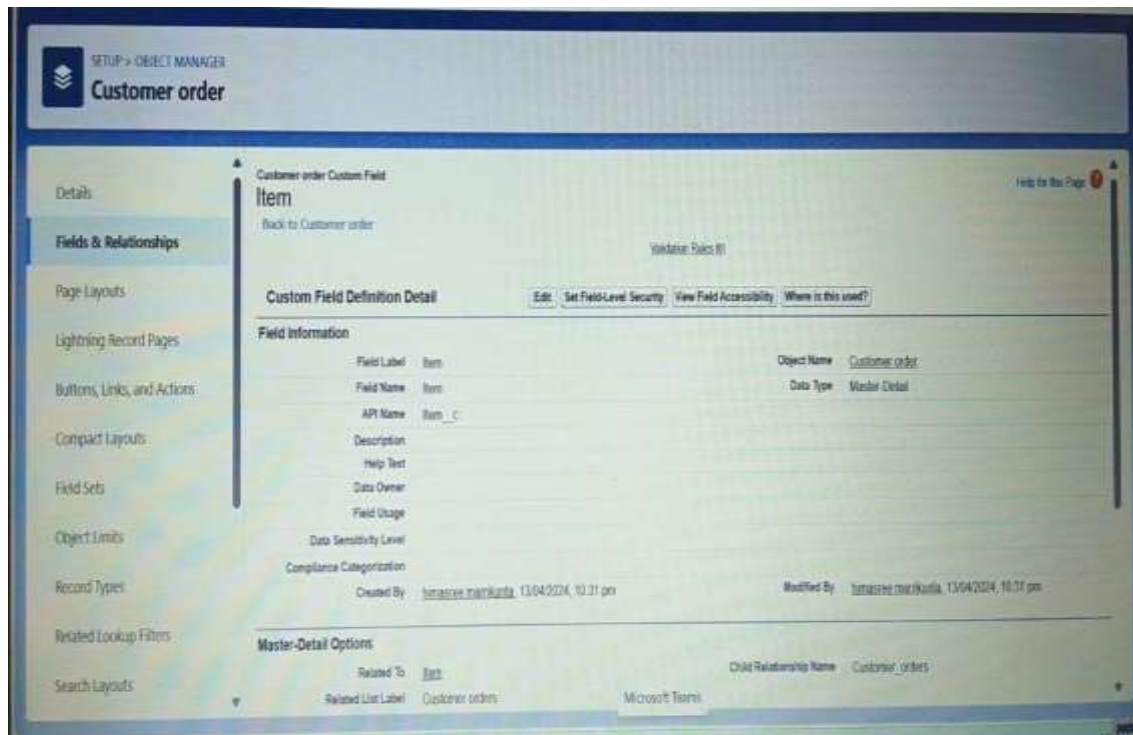 SETUP > OBJECT MANAGER
Customer order
Details
Fields & Relationships
Page Layouts
Lightning Record Pages
Buttons, Links, and Actions
Compact Layouts
Field Sets
Object Limits
Record Types
Related Lookup Filters
Search Layouts
Customer order Custom Field
Item
Back to Customer order
Help for this Page
Validation Rules
Custom Field Definition Detail
Edit Set Field-Level Security View Field Accessibility Where is this used?
Field Information
Field Label Item Object Name Customer order
Field Name Item Data Type Master-Detail
API Name Item__c
Description
Help Text
Data Owner
Field Usage
Data Sensitivity Level
Compliance Categorization
Created By 13/04/2024, 10:31 pm Modified By 13/04/2024, 10:31 pm
Master-Detail Options
Related To Item Child Relationship Name Customer_orders
Related List Label Customer orders
Microsoft Teams